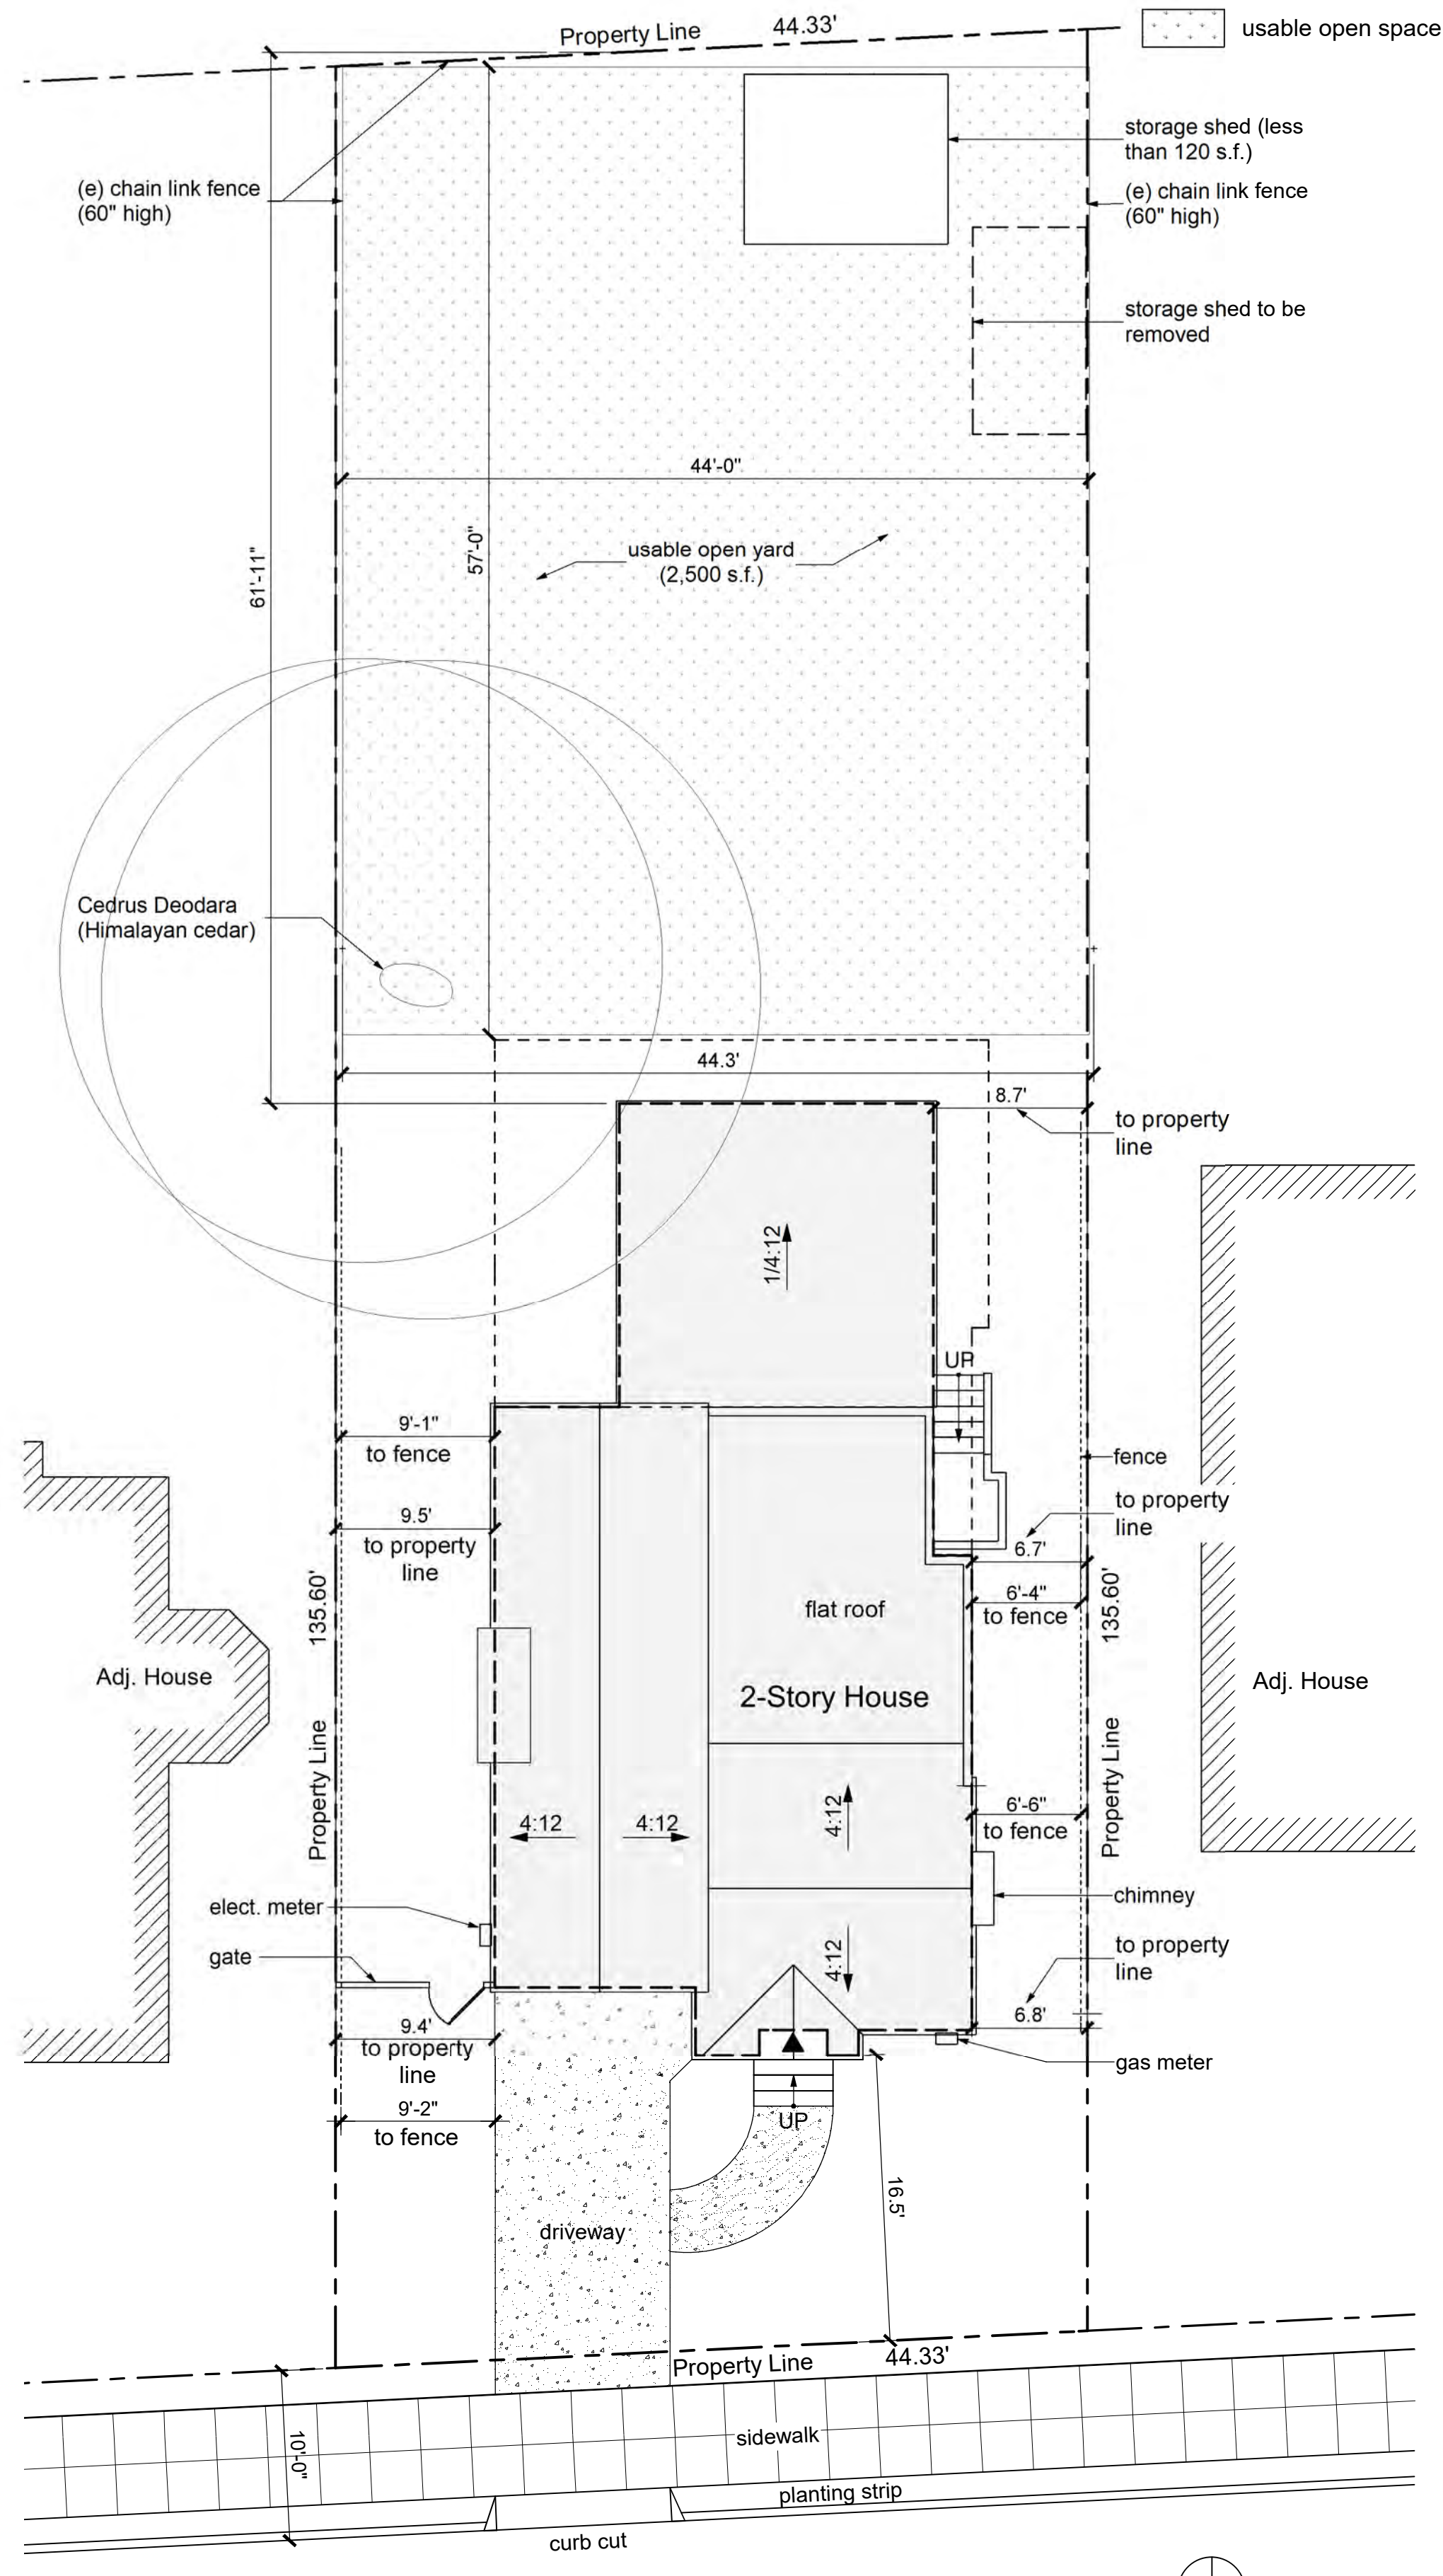 Property Line 44.33'
usable open space
storage shed (less
than 120 s.f.)
(e) chain link fence
(60" high)
(e) chain link fence
(60" high)
storage shed to be
removed
44'-0"
57'-0"
61'-11"
usable open yard
(2,500 s.f.)
Cedrus Deodara
(Himalayan cedar)
44.3'
8.7'
to property
line
1/4:12
UP
9'-1"
to fence
fence
9.5'
to property
line
to property
line
6.7'
6'-4"
to fence
135.60'
135.60'
flat roof
Adj. House
2-Story House
Adj. House
Property Line
Property Line
4:12
4:12
4:12
6'-6"
to fence
elect. meter
chimney
gate
4:12
to property
line
6.8'
9.4'
to property
line
gas meter
9'-2"
to fence
UP
16.5'
driveway
Property Line 44.33'
10'-0"
sidewalk
planting strip
curb cut